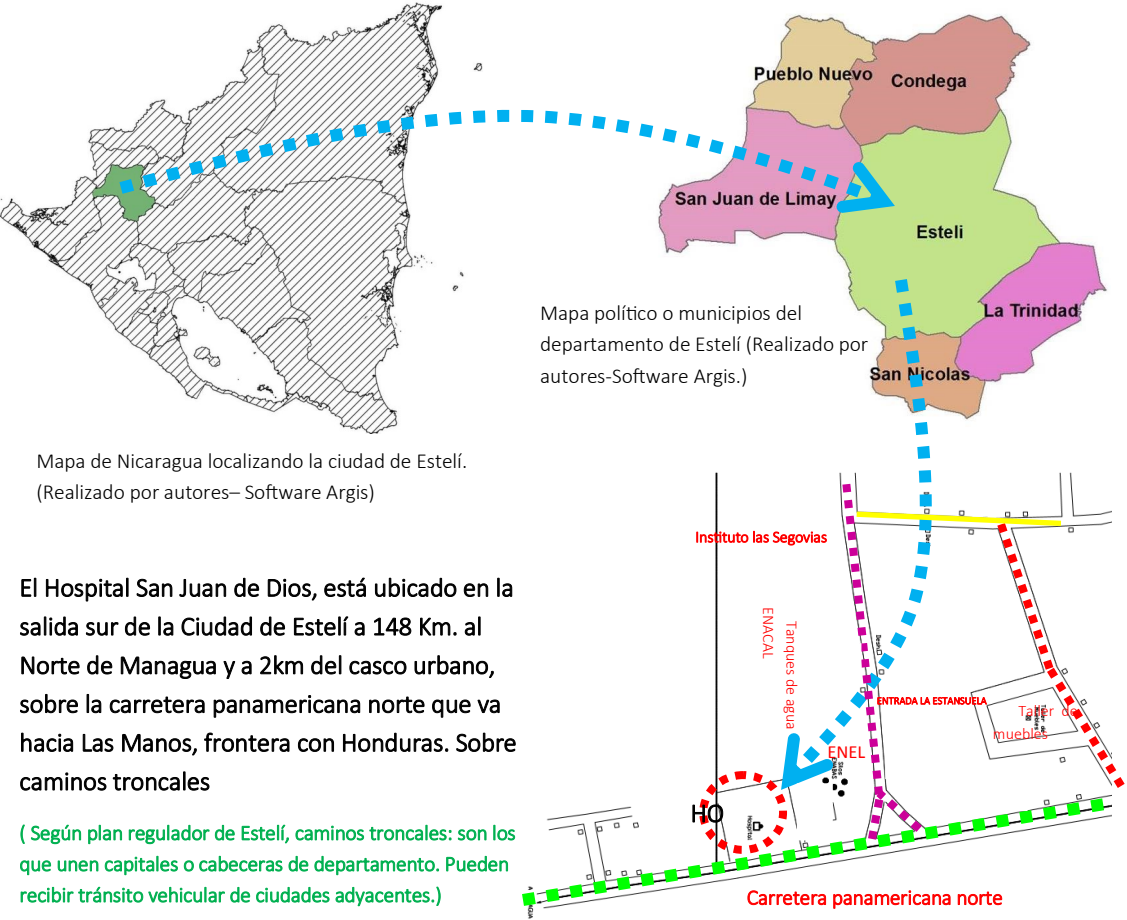 Pueblo Nuevo
Condega
San Juan de Limay
Esteli
La Trinidad
San Nicolas
Mapa político o municipios del
departamento de Estelí (Realizado por
autores-Software Argis.)
Mapa de Nicaragua localizando la ciudad de Estelí.
(Realizado por autores– Software Argis)
El Hospital San Juan de Dios, está ubicado en la
salida sur de la Ciudad de Estelí a 148 Km. al
Norte de Managua y a 2km del casco urbano,
sobre la carretera panamericana norte que va
hacia Las Manos, frontera con Honduras. Sobre
caminos troncales
( Según plan regulador de Estelí, caminos troncales: son los
que unen capitales o cabeceras de departamento. Pueden
recibir tránsito vehicular de ciudades adyacentes.)
Instituto las Segovias
Tanques de agua
ENACAL
ENTRADA LA ESTANSUELA
Taller de
muebles
Taller de
Muebles
ENEL
Silos
ENABAS
HO
Hospital
Carretera panamericana norte